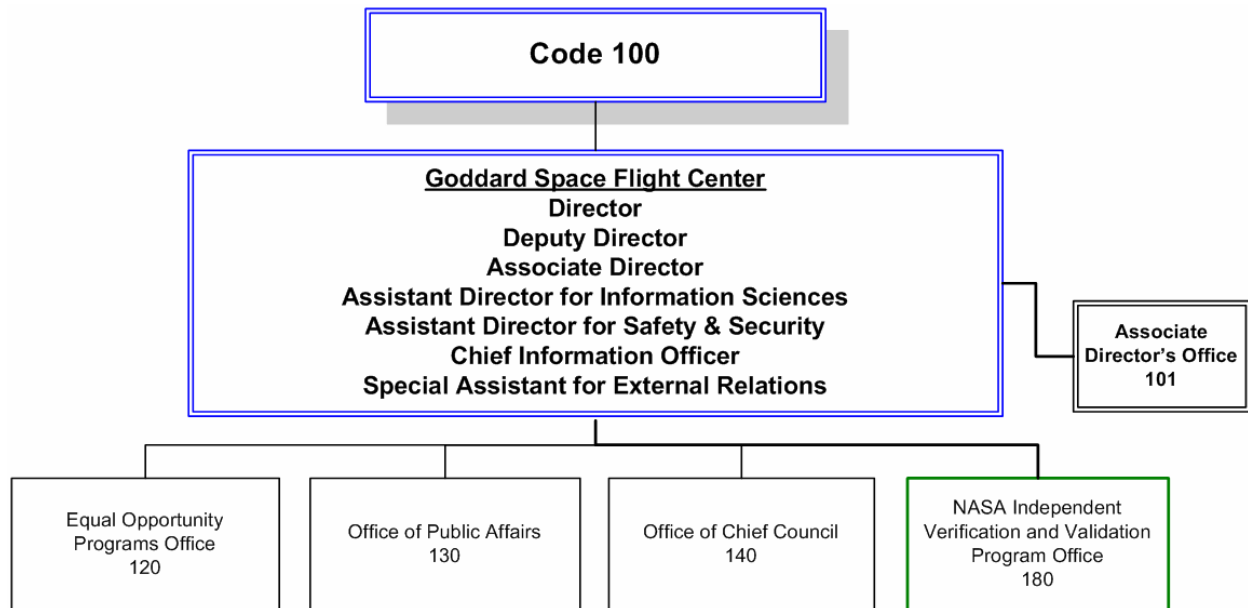 Code 100
Goddard Space Flight Center
Director
Deputy Director
Associate Director
Assistant Director for Information Sciences
Assistant Director for Safety & Security
Chief Information Officer
Special Assistant for External Relations
Associate
Director's Office
101
Equal Opportunity
Programs Office
120
Office of Public Affairs
130
Office of Chief Council
140
NASA Independent
Verification and Validation
Program Office
180